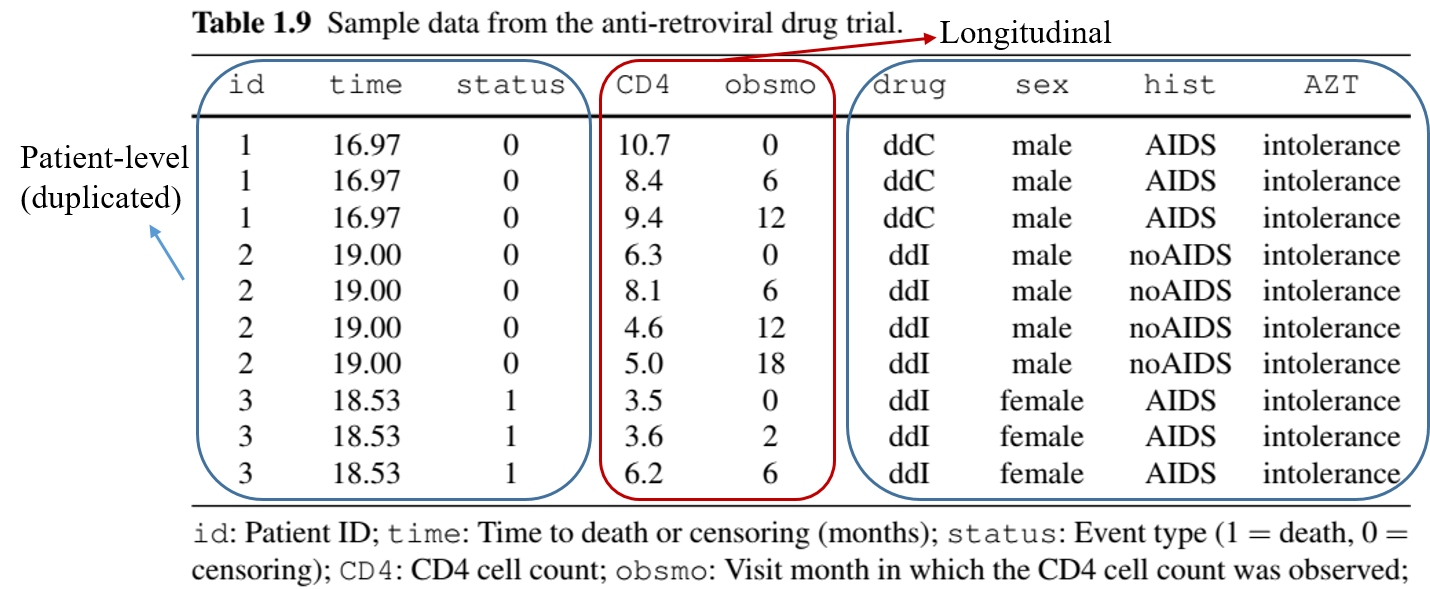 Table 1.9 Sample data from the anti-retroviral drug trial.
Longitudinal
id time status CD4 obsmo drug sex hist AZT
Patient-level
(duplicated)
1 16.97 0 10.7 0 ddC male AIDS intolerance
1 16.97 0 8.4 6 ddC male AIDS intolerance
1 16.97 0 9.4 12 ddC male AIDS intolerance
2 19.00 0 6.3 0 ddI male noAIDS intolerance
2 19.00 0 8.1 6 ddI male noAIDS intolerance
2 19.00 0 4.6 12 ddI male noAIDS intolerance
2 19.00 0 5.0 18 ddI male noAIDS intolerance
3 18.53 1 3.5 0 ddI female AIDS intolerance
3 18.53 1 3.6 2 ddI female AIDS intolerance
3 18.53 1 6.2 6 ddI female AIDS intolerance
id: Patient ID; time: Time to death or censoring (months); status: Event type (1 = death, 0 =
censoring); CD4: CD4 cell count; obsmo: Visit month in which the CD4 cell count was observed;